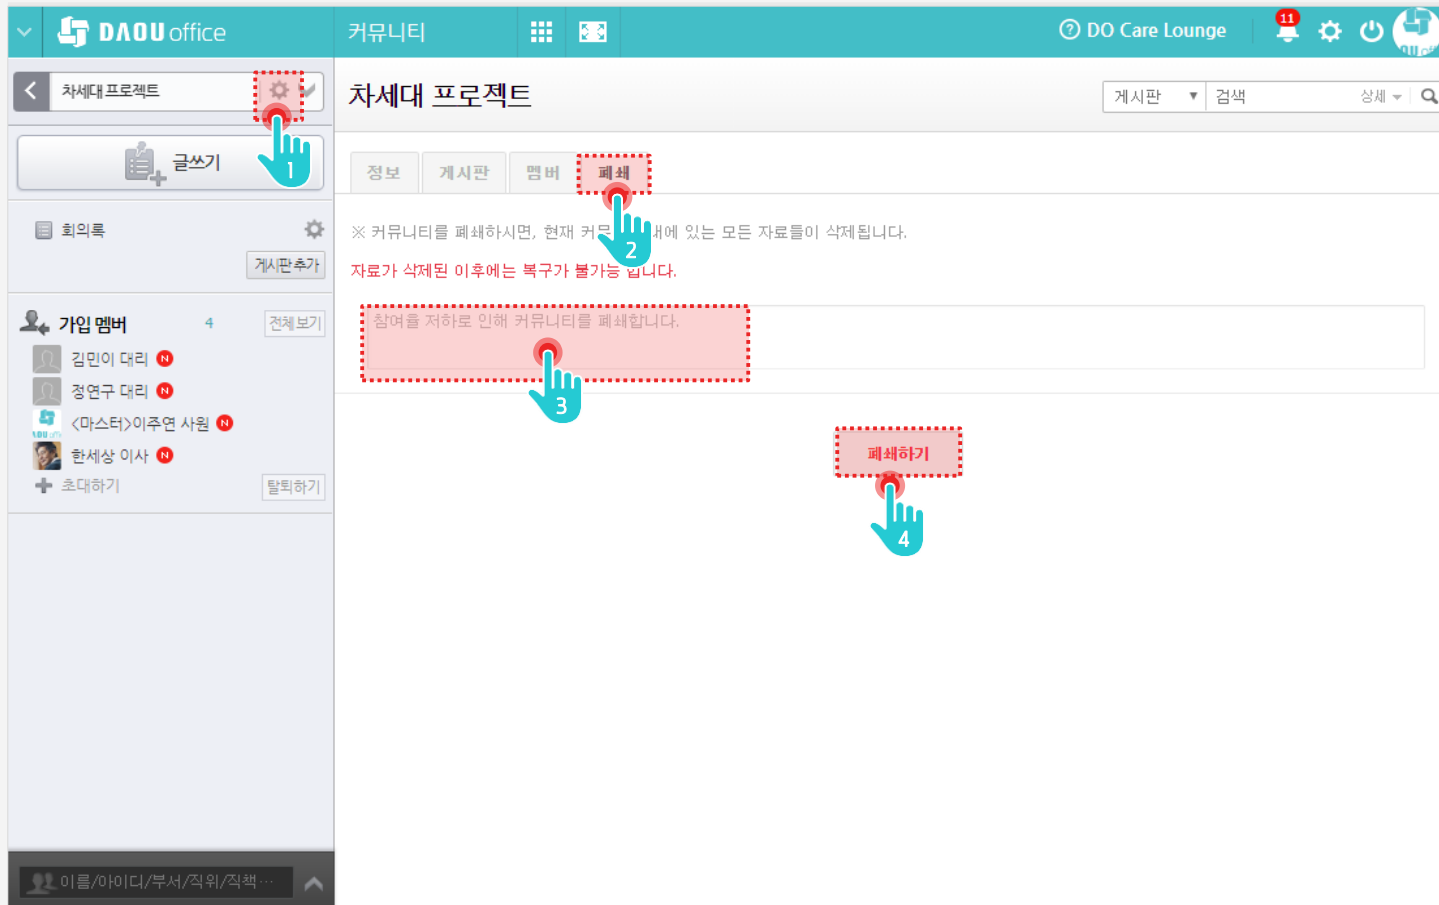 DAOU office
커뮤니티
DO Care Lounge
11
차세대 프로젝트
1
글쓰기
회의록
게시판 추가
가입 멤버 4 전체보기
김민이 대리 N
정연구 대리 N
<마스터>이주연 사원 N
한세상 이사 N
초대하기 탈퇴하기
이름/아이디/부서/직위/직책…
차세대 프로젝트
게시판 ▼ 검색 상세
정보 게시판 멤버 폐쇄
2
※ 커뮤니티를 폐쇄하시면, 현재 커뮤 내에 있는 모든 자료들이 삭제됩니다.
자료가 삭제된 이후에는 복구가 불가능 입니다.
참여율 저하로 인해 커뮤니티를 폐쇄합니다.
3
폐쇄하기
4